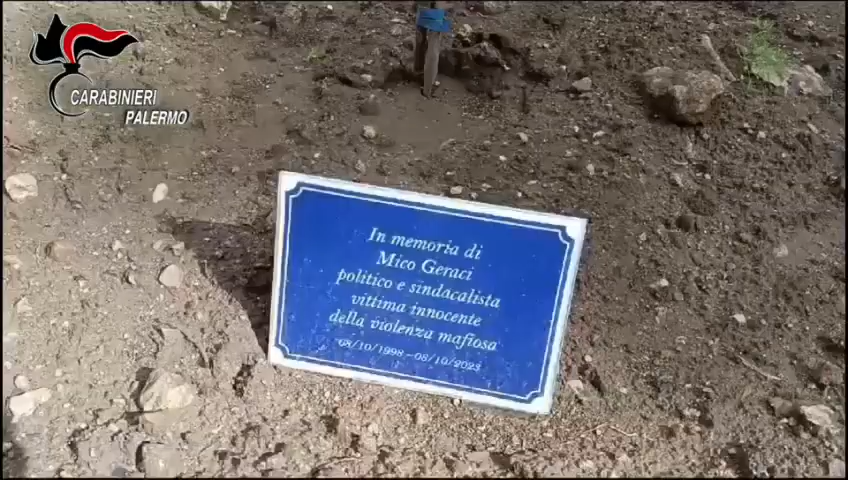 CARABINIERI
PALERMO
In memoria di
Mico Geraci
politico e sindacalista
vittima innocente
della violenza mafiosa
08/10/1998 - 08/10/2023